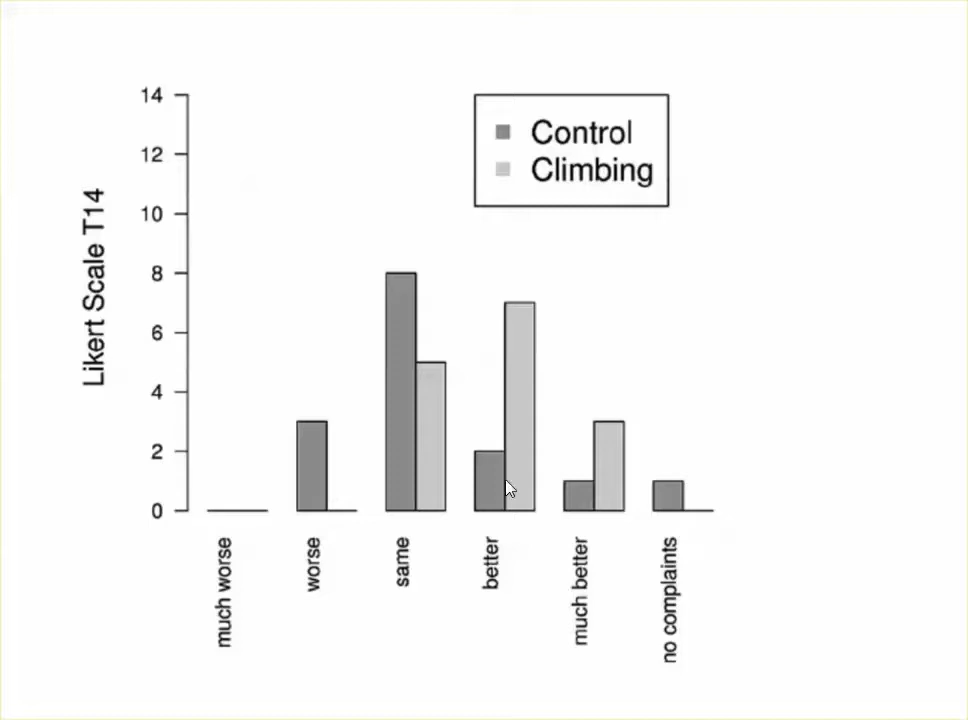 Control
Climbing
Likert Scale T14
14
12
10
8
6
4
2
0
much worse
worse
same
better
much better
no complaints